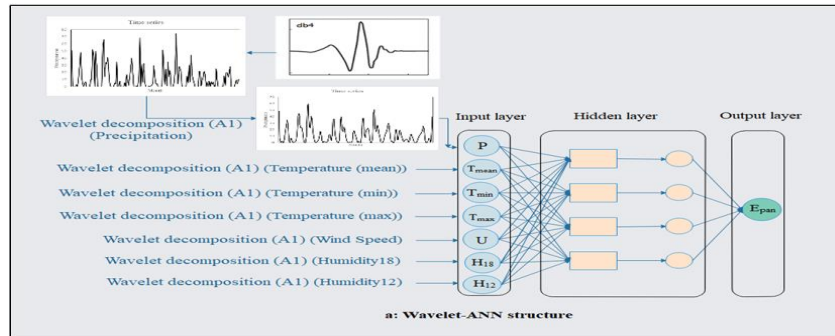 Time series
db4
Time series
Wavelet decomposition (A1)
(Precipitation)
Input layer
Hidden layer
Output layer
P
Wavelet decomposition (A1) (Temperature (mean))
Tmean
Wavelet decomposition (A1) (Temperature (min))
Tmin
Wavelet decomposition (A1) (Temperature (max))
Tmax
Epan
Wavelet decomposition (A1) (Wind Speed)
U
Wavelet decomposition (A1) (Humidity18)
H18
Wavelet decomposition (A1) (Humidity12)
H12
a: Wavelet-ANN structure